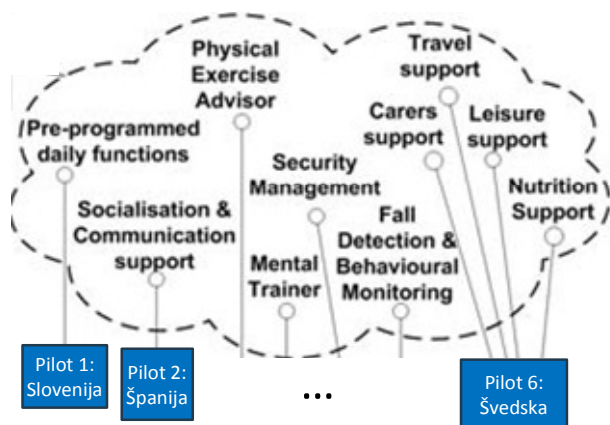 Physical
Exercise
Advisor
Travel
support
Carers
support
Leisure
support
Pre-programmed
daily functions
Security
Management
Nutrition
Support
Socialisation &
Communication
support
Fall
Detection &
Behavioural
Monitoring
Mental
Trainer
Pilot 1:
Slovenija
Pilot 2:
Španija
...
Pilot 6:
Švedska